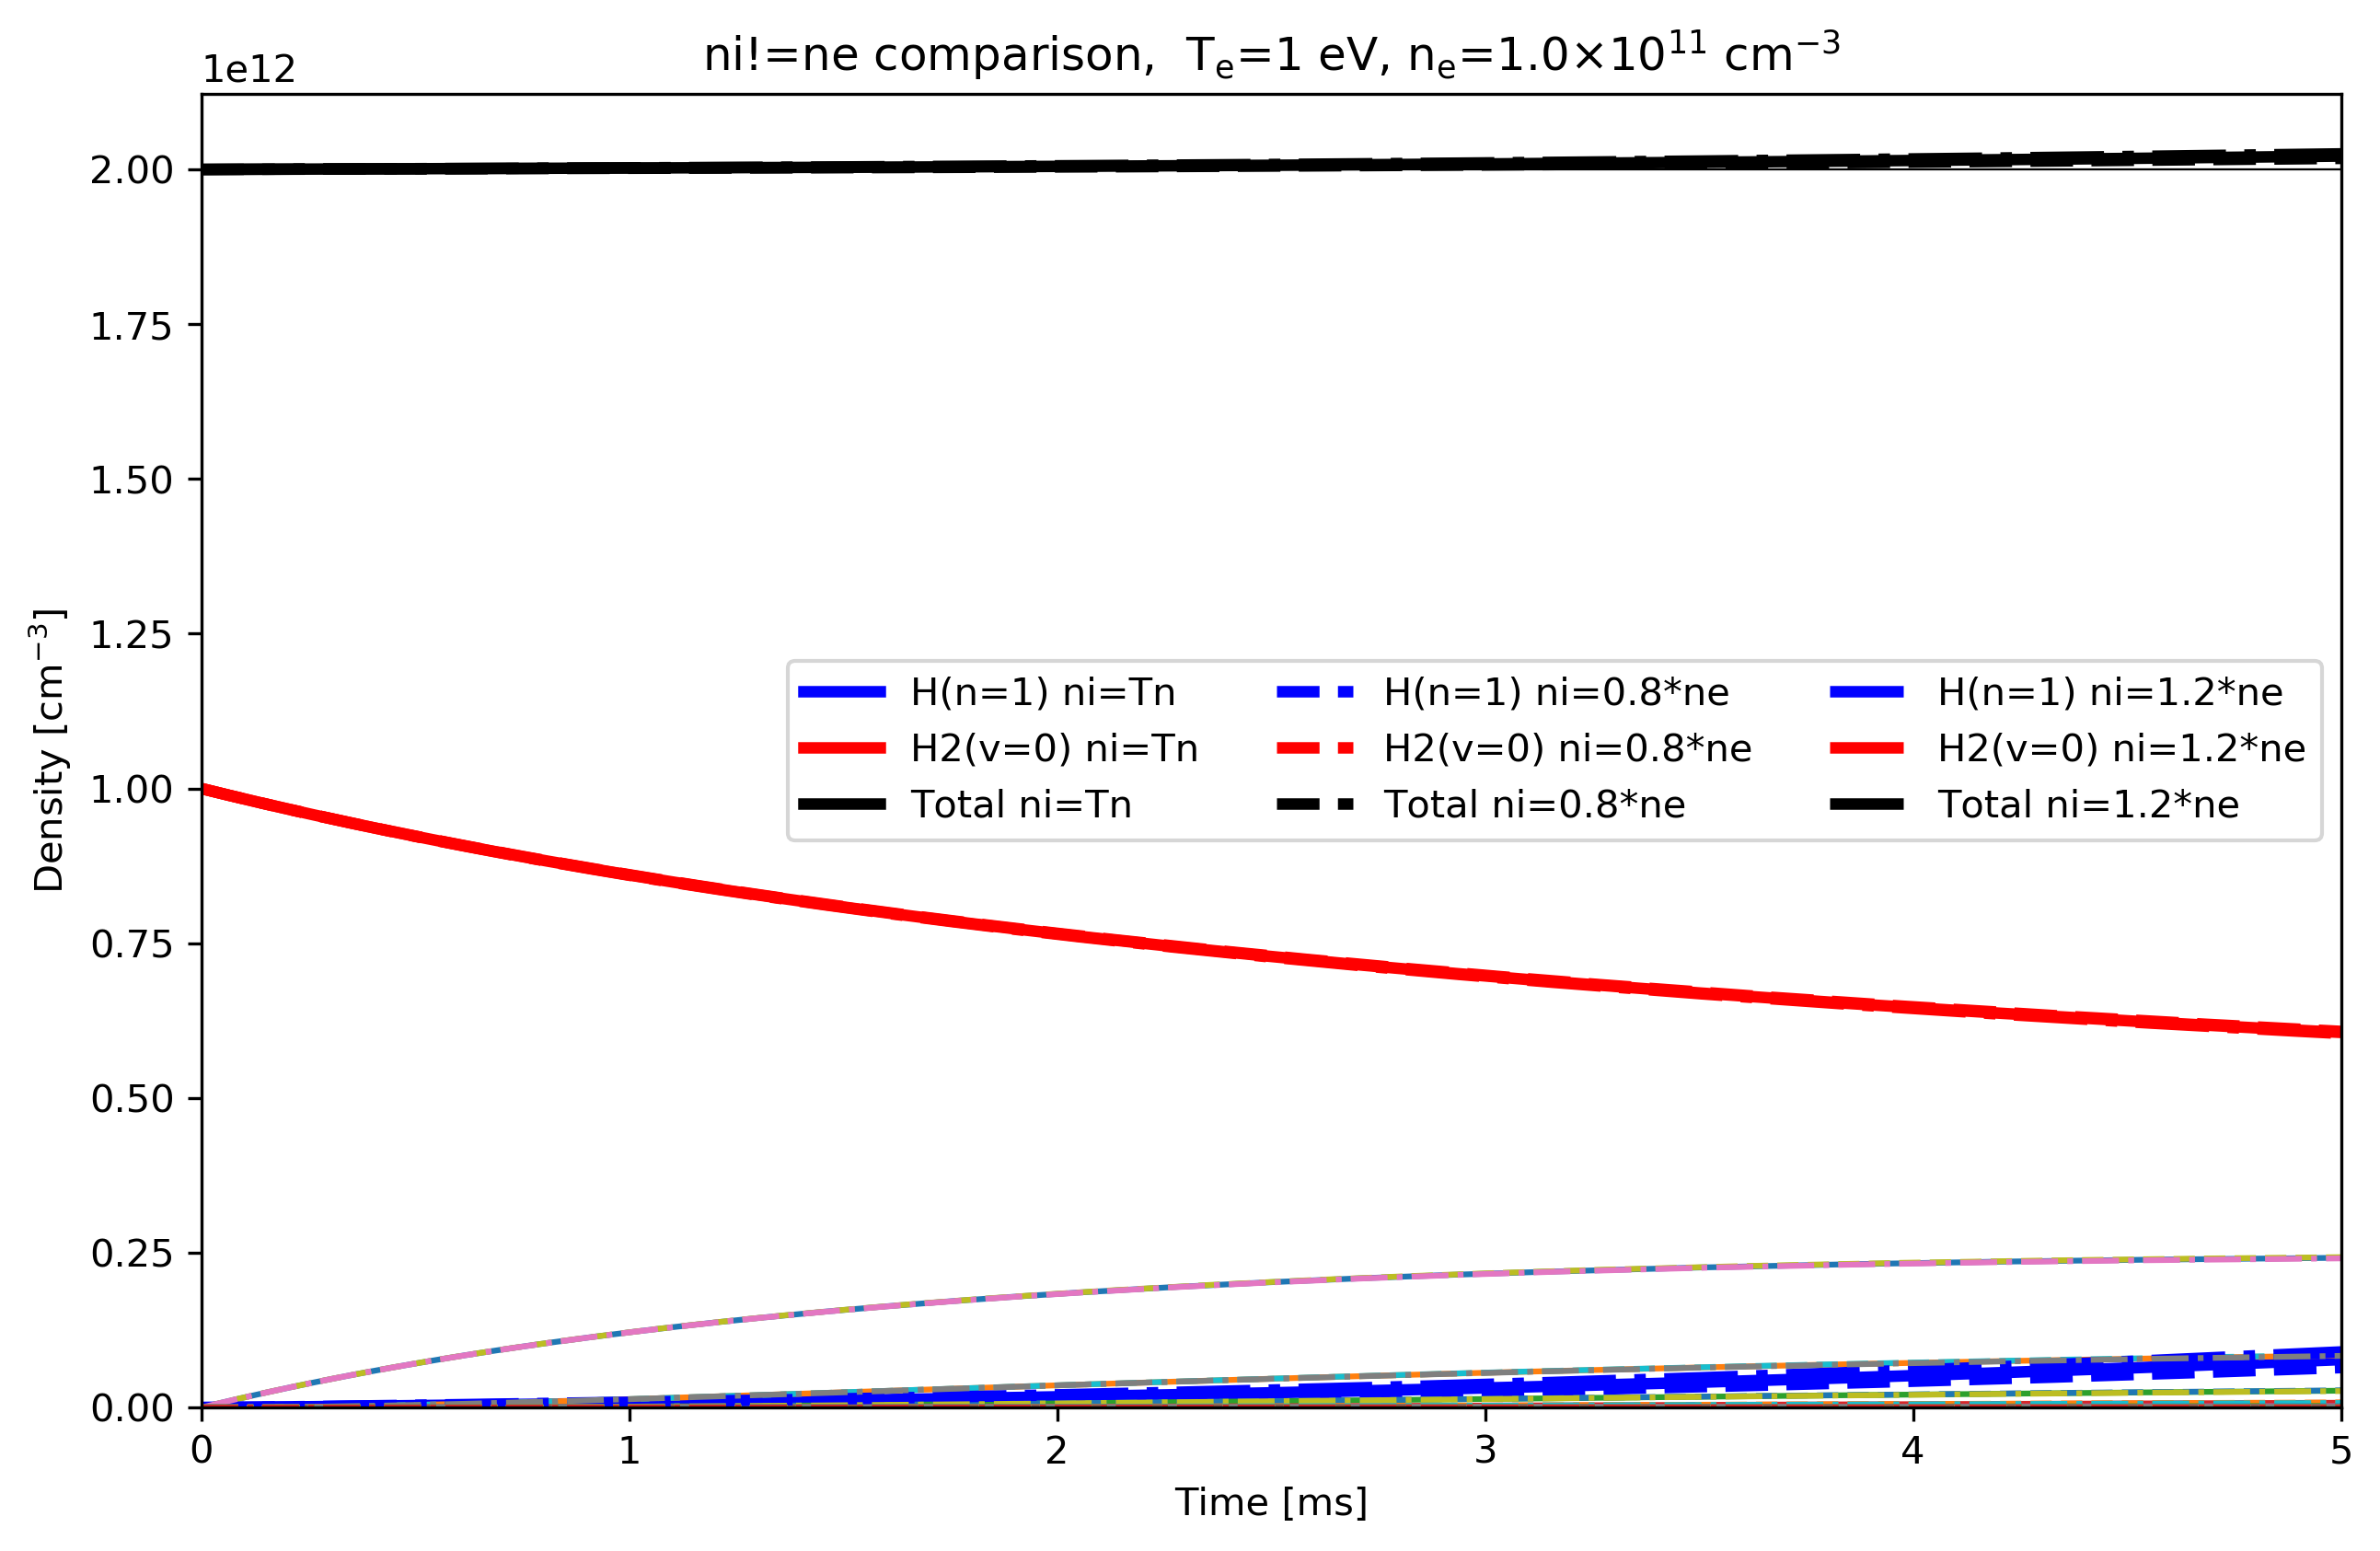 ni!=ne comparison,  Tₑ=1 eV, nₑ=1.0×10¹¹ cm⁻³
1e12
2.00
1.75
1.50
1.25
1.00
0.75
0.50
0.25
0.00
Density [cm⁻³]
H(n=1) ni=Tn
H2(v=0) ni=Tn
Total ni=Tn
H(n=1) ni=0.8*ne
H2(v=0) ni=0.8*ne
Total ni=0.8*ne
H(n=1) ni=1.2*ne
H2(v=0) ni=1.2*ne
Total ni=1.2*ne
0 1 2 3 4 5
Time [ms]